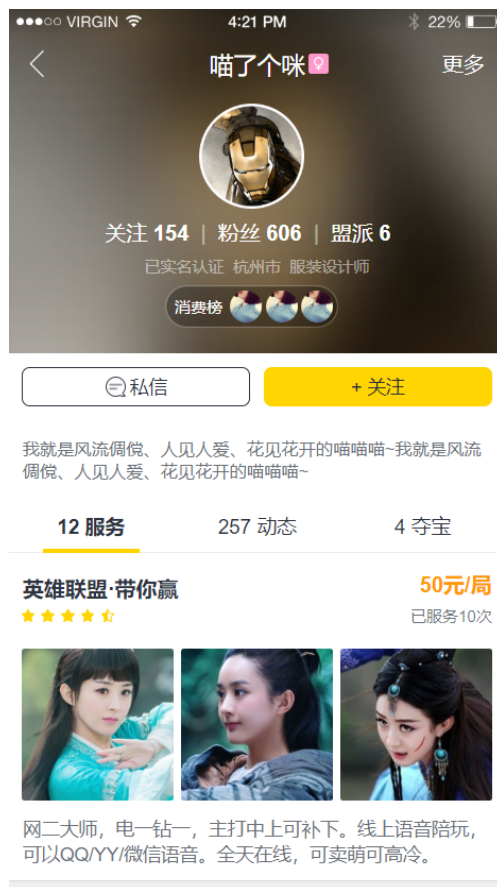 VIRGIN 4:21 PM 22%
喵了个咪 更多
关注 154 | 粉丝 606 | 盟派 6
已实名认证 杭州市 服装设计师
消费榜
私信 + 关注
我就是风流倜傥、人见人爱、花见花开的喵喵喵~我就是风流
倜傥、人见人爱、花见花开的喵喵喵~
12 服务 257 动态 4 夺宝
英雄联盟·带你赢 50元/局
已服务10次
网二大师，电一钻一，主打中上可补下。线上语音陪玩，
可以QQ/YY/微信语音。全天在线，可卖萌可高冷。